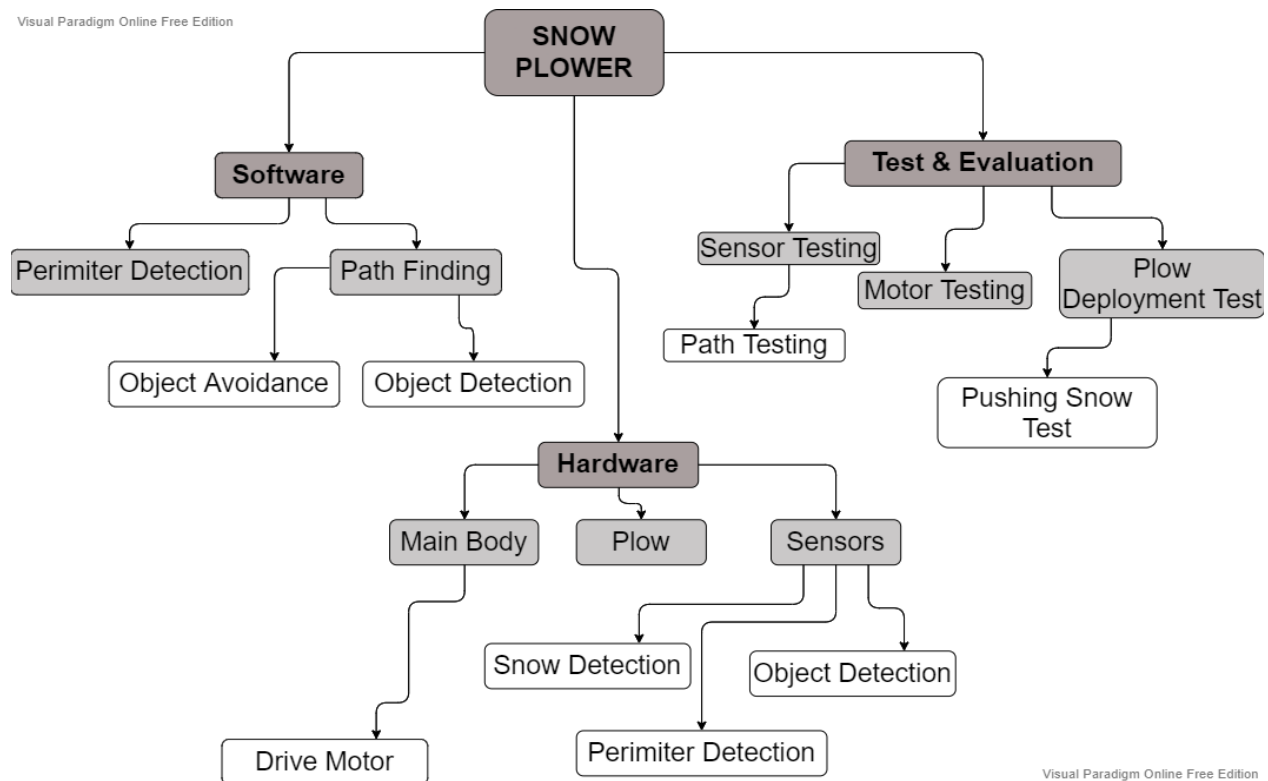 Visual Paradigm Online Free Edition
SNOW
PLOWER
Software
Test & Evaluation
Perimiter Detection
Path Finding
Sensor Testing
Motor Testing
Plow
Deployment Test
Object Avoidance
Object Detection
Path Testing
Pushing Snow
Test
Hardware
Main Body
Plow
Sensors
Snow Detection
Object Detection
Drive Motor
Perimiter Detection
Visual Paradigm Online Free Edition